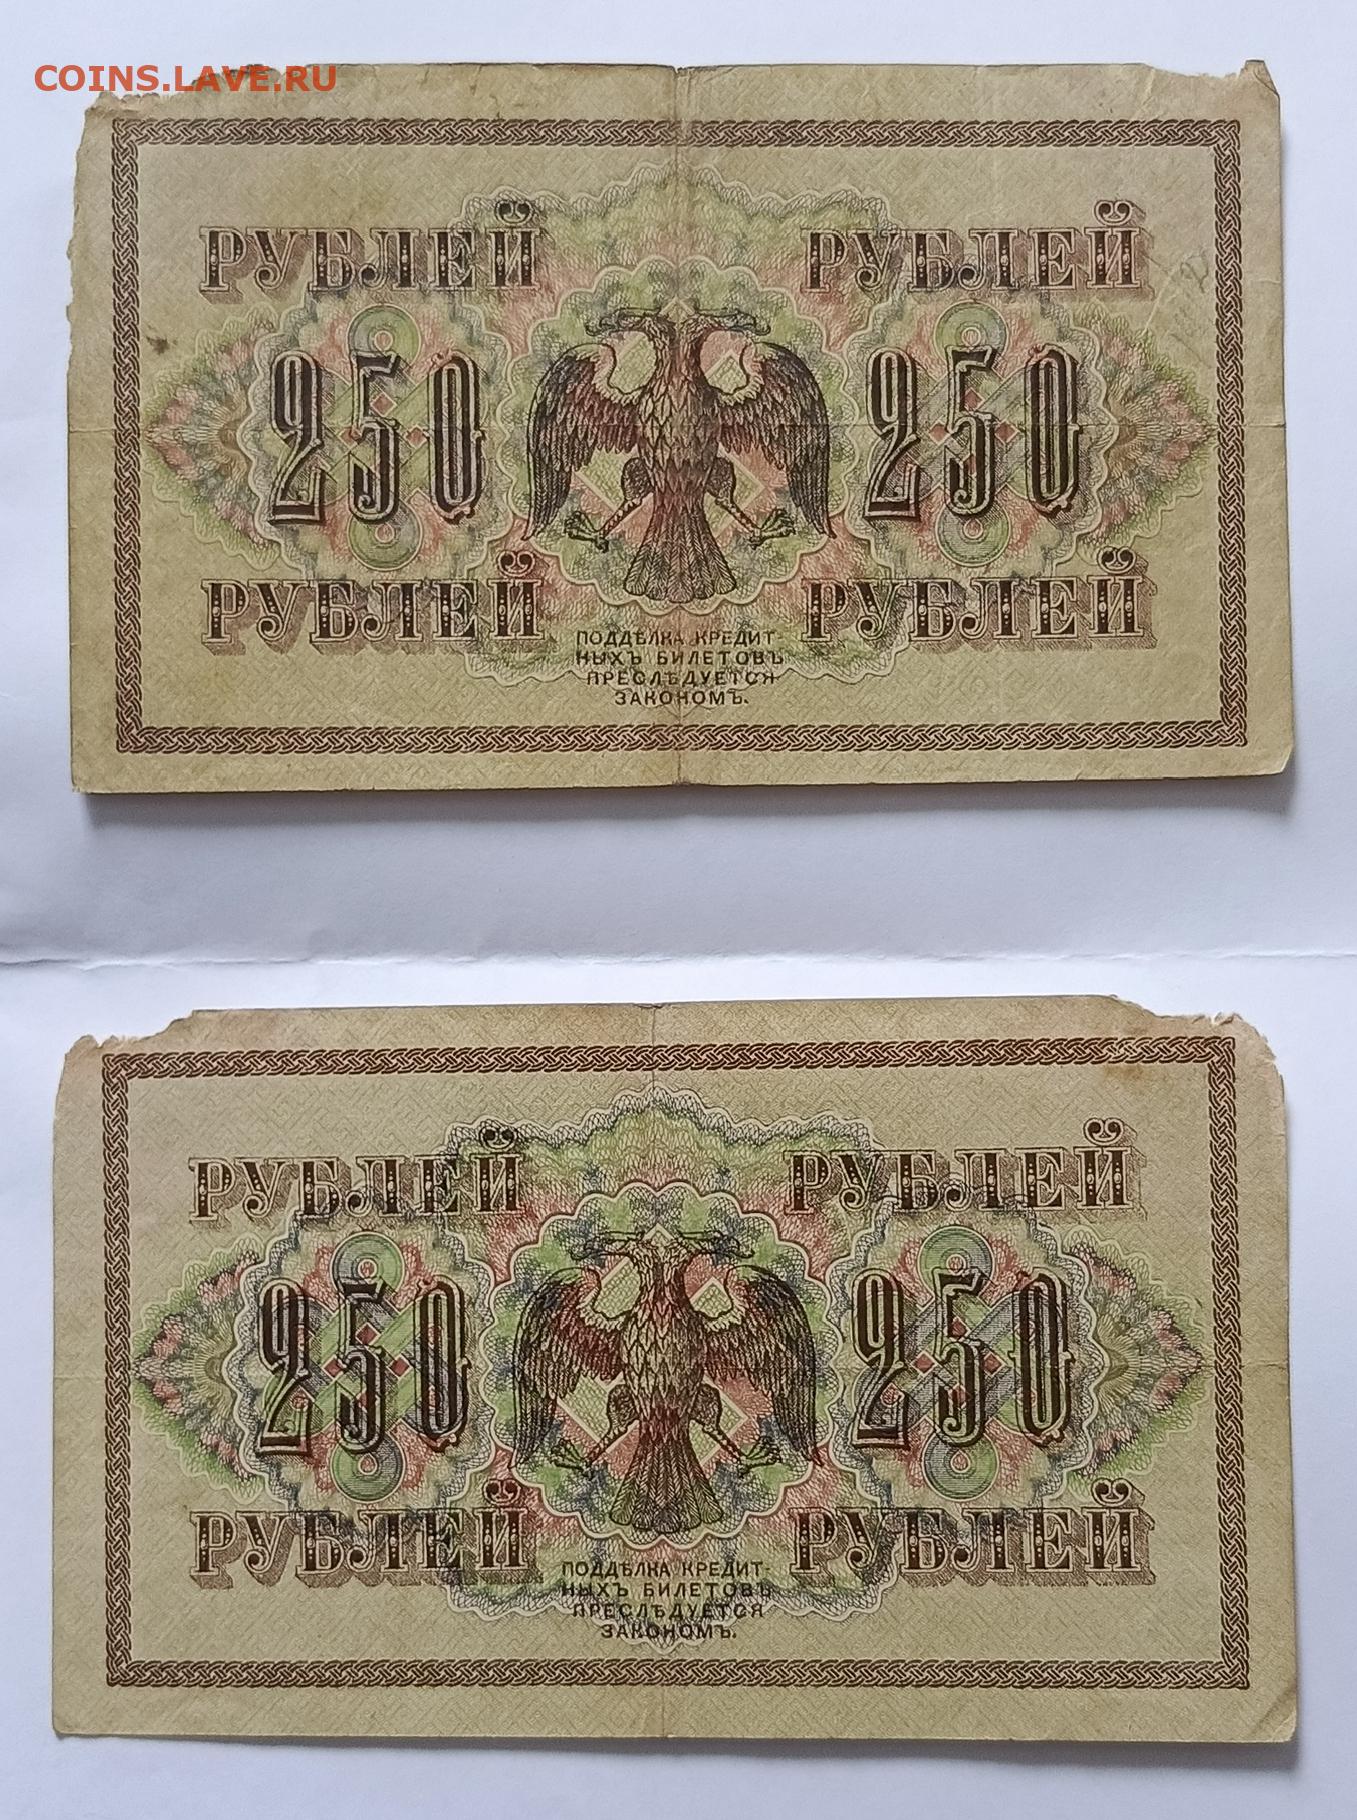 COINS.LAVE.RU
РУБЛЕЙ РУБЛЕЙ
250 250
РУБЛЕЙ РУБЛЕЙ
ПОДДѢЛКА КРЕДИТ-
НЫХЪ БИЛЕТОВЪ
ПРЕСЛѢДУЕТСЯ
ЗАКОНОМЪ.
РУБЛЕЙ РУБЛЕЙ
250 250
РУБЛЕЙ РУБЛЕЙ
ПОДДѢЛКА КРЕДИТ-
НЫХЪ БИЛЕТОВЪ
ПРЕСЛѢДУЕТСЯ
ЗАКОНОМЪ.